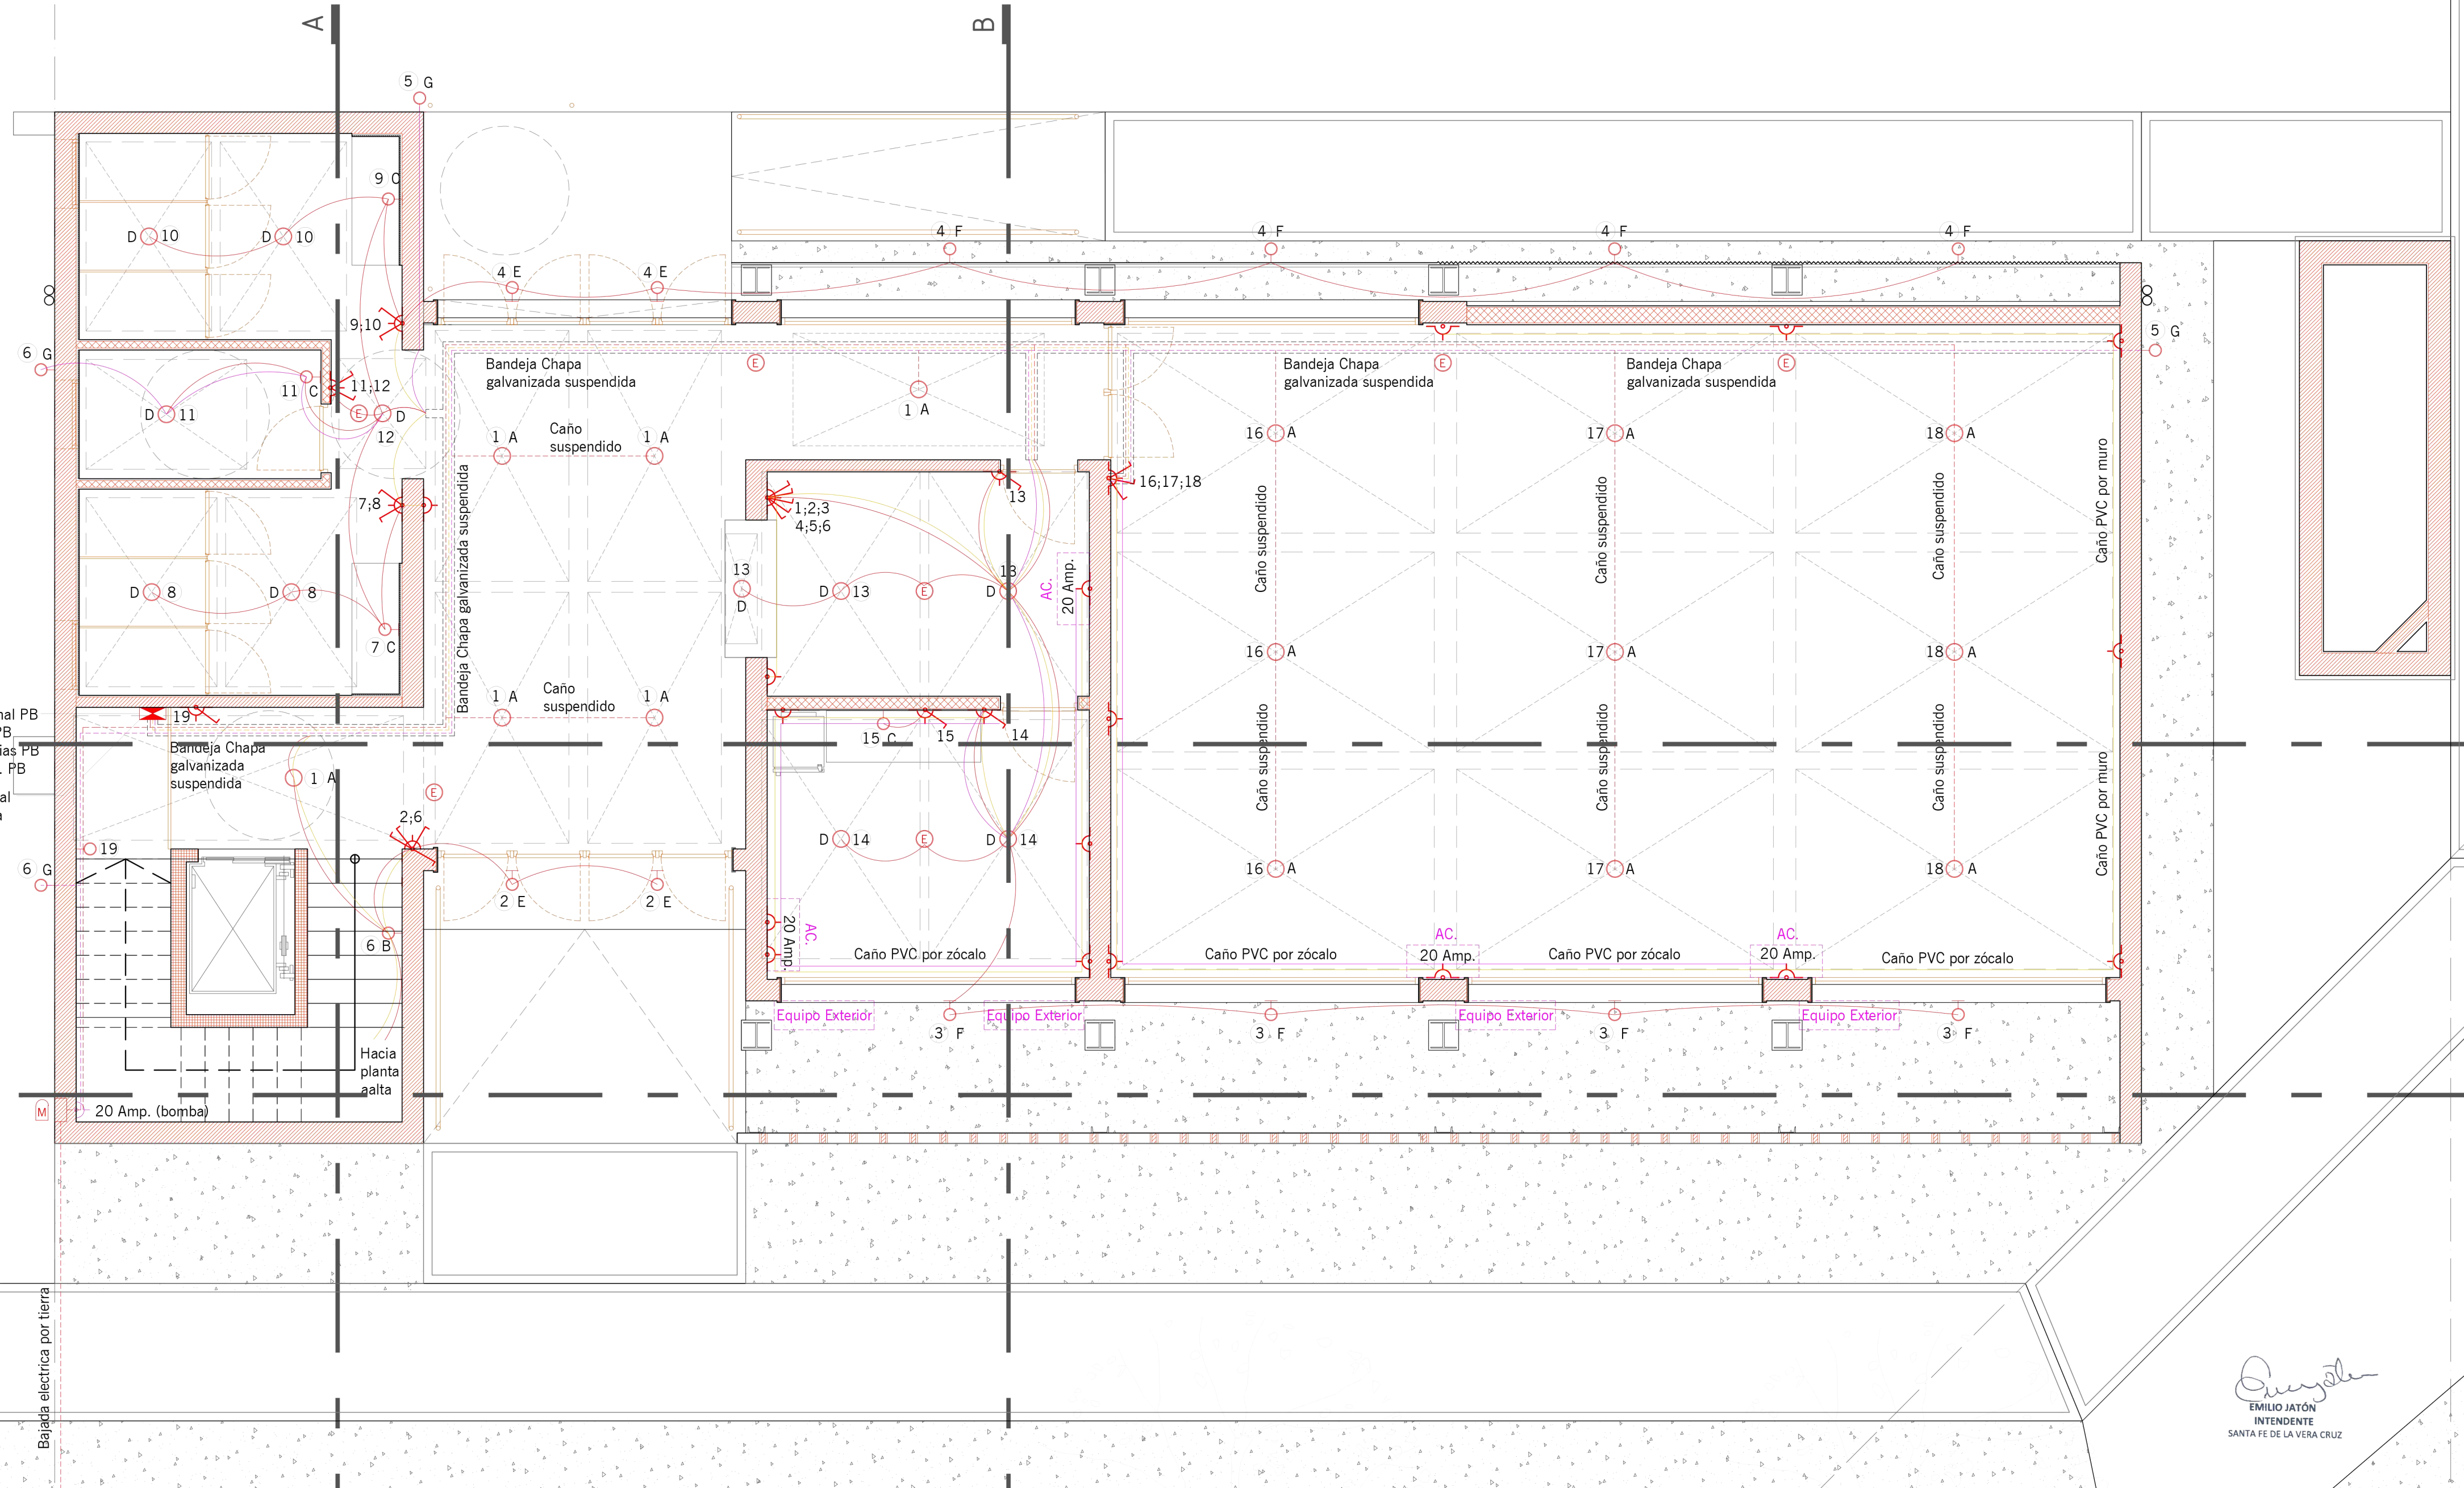 A
B
5 G
9 C
D 10
D 10
4 E
4 E
4 F
4 F
4 F
4 F
9;10
6 G
11 C
11;12
D 11
E
D
12
Bandeja Chapa
galvanizada suspendida
E
1 A
Bandeja Chapa
galvanizada suspendida
E
Bandeja Chapa
galvanizada suspendida
E
5 G
1 A
Caño
suspendido
1 A
16 A
17 A
18 A
7;8
Bandeja Chapa galvanizada suspendida
1;2;3
4;5;6
13
16;17;18
Caño suspendido
Caño suspendido
Caño suspendido
Caño PVC por muro
D 8
D 8
7 C
13
D
D 13
E
13
D
AC.
20 Amp.
16 A
17 A
18 A
1 A
Caño
suspendido
1 A
nal PB
PB
ias PB
. PB
al
a
19
Bandeja Chapa
galvanizada
suspendida
1 A
E
15 C
15
14
Caño suspendido
Caño suspendido
Caño suspendido
Caño PVC por muro
19
2;6
6 G
D 14
E
D 14
16 A
17 A
18 A
2 E
2 E
6 B
20 Amp.
AC.
Caño PVC por zócalo
Caño PVC por zócalo
AC.
20 Amp.
Caño PVC por zócalo
AC.
20 Amp.
Caño PVC por zócalo
Equipo Exterior
3 F
Equipo Exterior
3 F
Equipo Exterior
3 F
Equipo Exterior
3 F
Hacia
planta
aalta
M
20 Amp. (bomba)
Bajada electrica por tierra
EMILIO JATÓN
INTENDENTE
SANTA FE DE LA VERA CRUZ